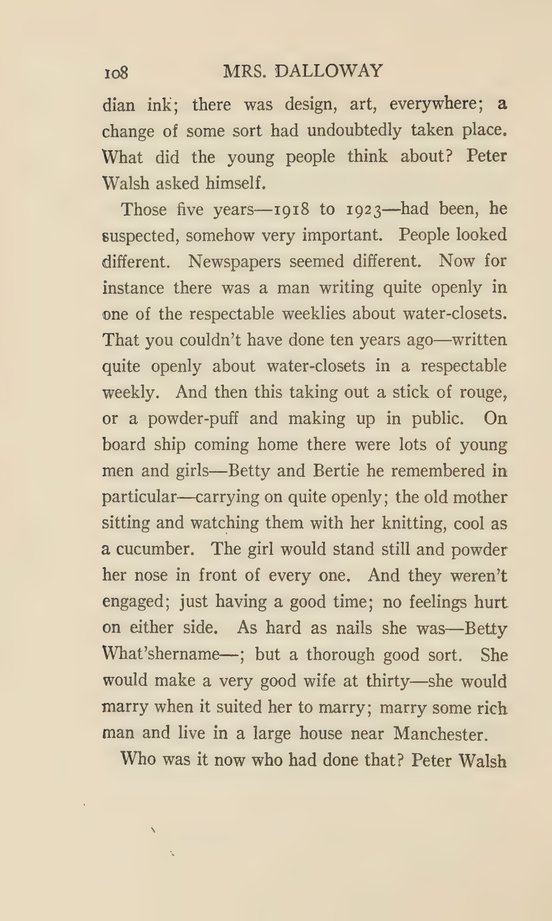 108 MRS. DALLOWAY
dian ink; there was design, art, everywhere; a
change of some sort had undoubtedly taken place.
What did the young people think about? Peter
Walsh asked himself.
Those five years—1918 to 1923—had been, he
suspected, somehow very important. People looked
different. Newspapers seemed different. Now for
instance there was a man writing quite openly in
one of the respectable weeklies about water-closets.
That you couldn't have done ten years ago—written
quite openly about water-closets in a respectable
weekly. And then this taking out a stick of rouge,
or a powder-puff and making up in public. On
board ship coming home there were lots of young
men and girls—Betty and Bertie he remembered in
particular—carrying on quite openly; the old mother
sitting and watching them with her knitting, cool as
a cucumber. The girl would stand still and powder
her nose in front of every one. And they weren't
engaged; just having a good time; no feelings hurt
on either side. As hard as nails she was—Betty
What'shername—; but a thorough good sort. She
would make a very good wife at thirty—she would
marry when it suited her to marry; marry some rich
man and live in a large house near Manchester.
Who was it now who had done that? Peter Walsh